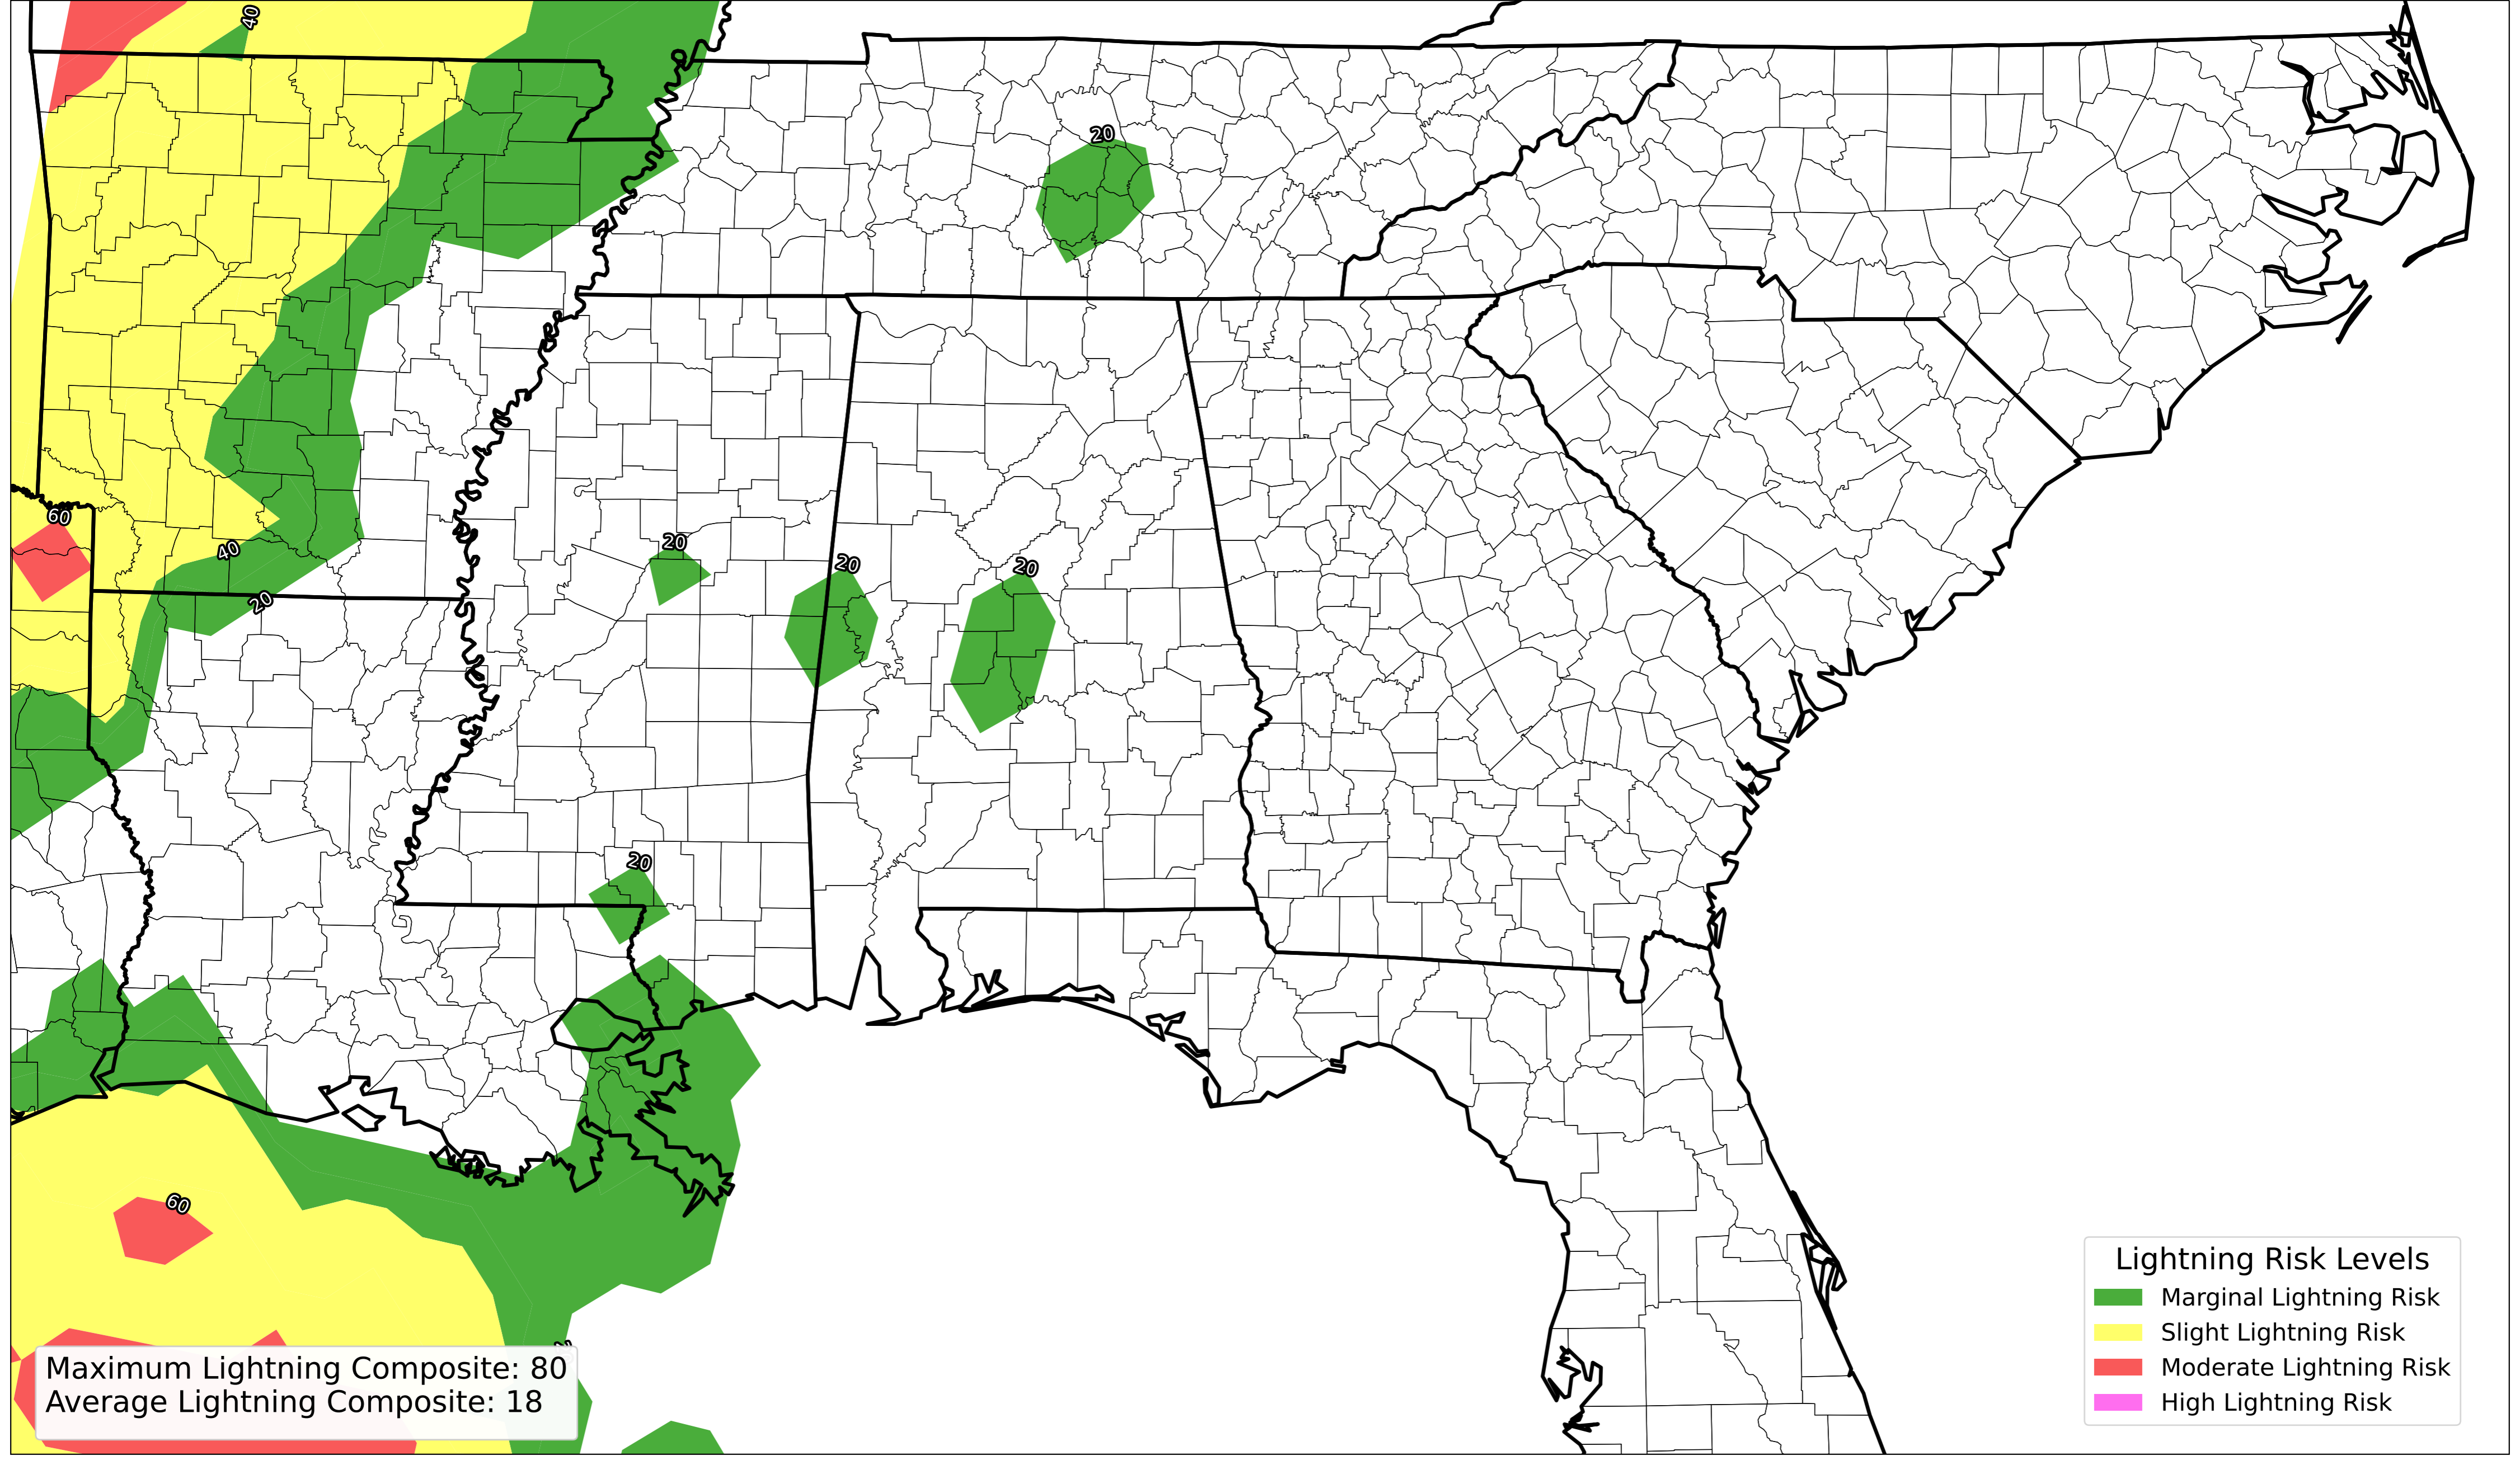 40
20
60
20
40
20
20
20
20
60
Lightning Risk Levels
Marginal Lightning Risk
Slight Lightning Risk
Moderate Lightning Risk
High Lightning Risk
Maximum Lightning Composite: 80
Average Lightning Composite: 18